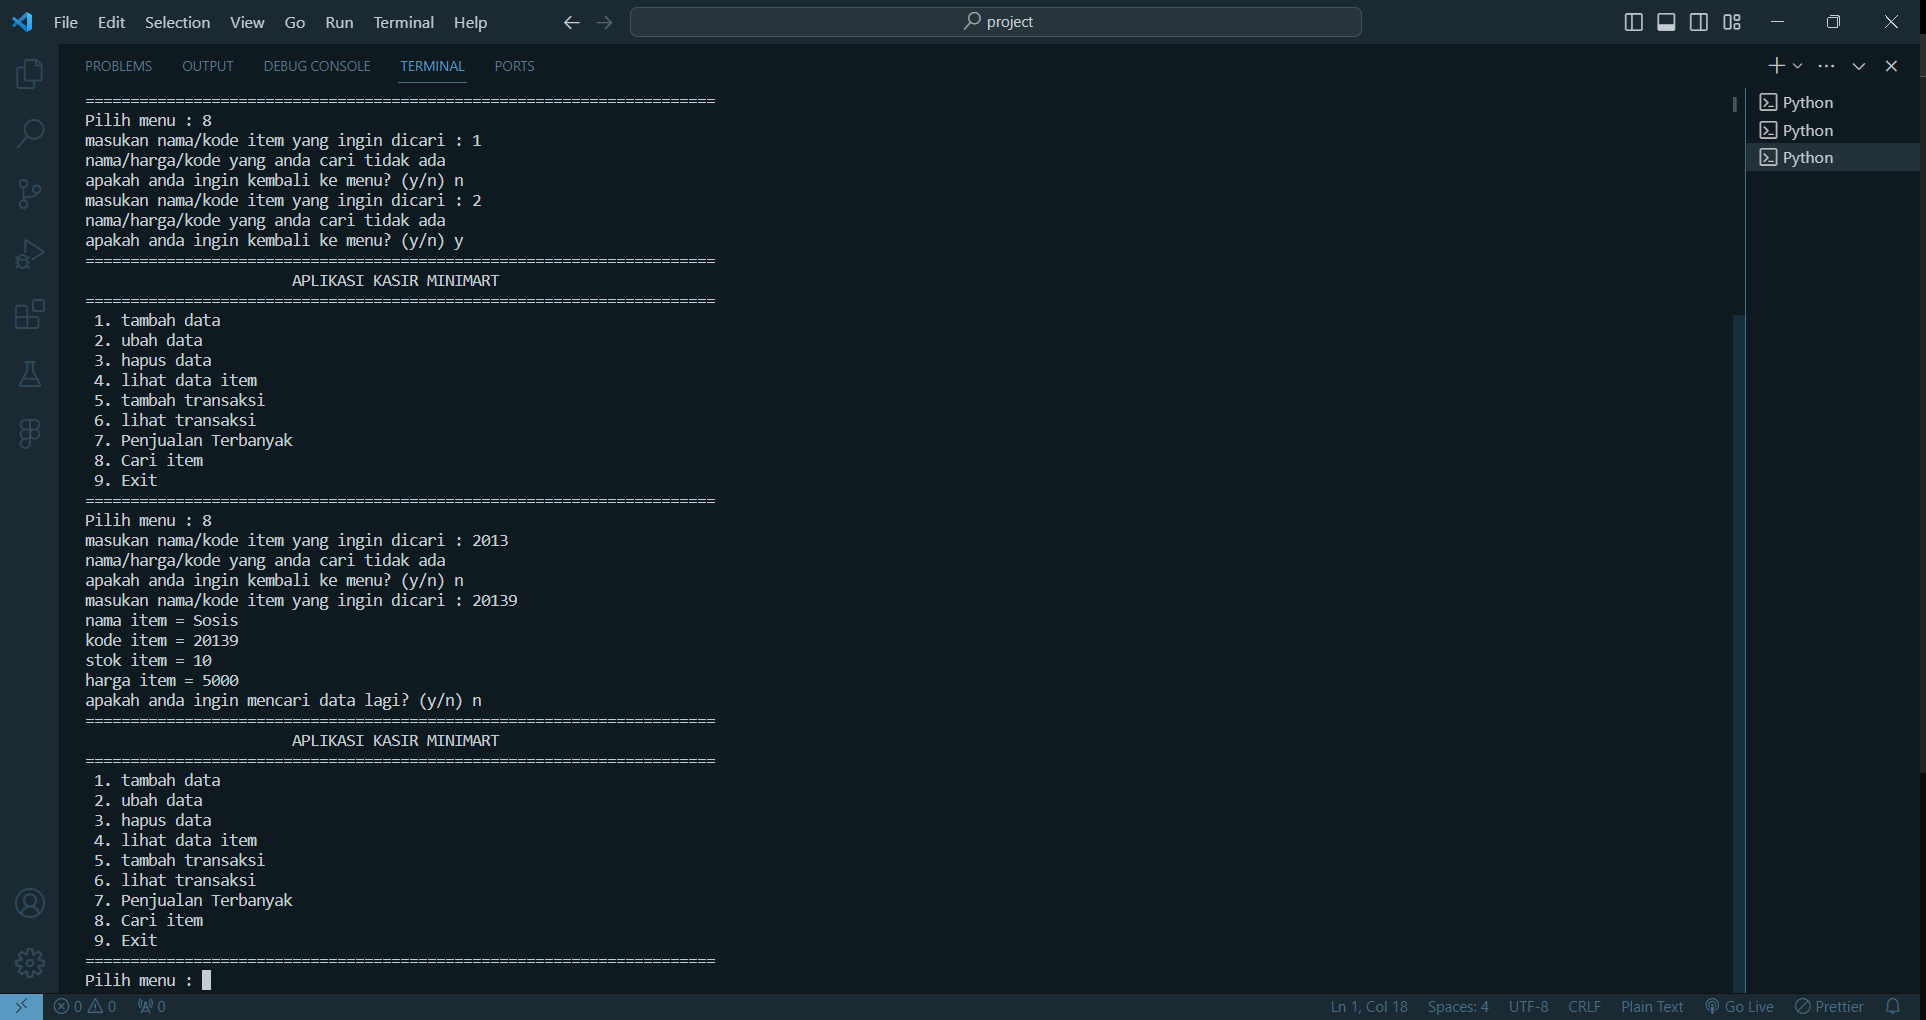 File Edit Selection View Go Run Terminal Help project
PROBLEMS OUTPUT DEBUG CONSOLE TERMINAL PORTS
======================================================================
Pilih menu : 8
masukan nama/kode item yang ingin dicari : 1
nama/harga/kode yang anda cari tidak ada
apakah anda ingin kembali ke menu? (y/n) n
masukan nama/kode item yang ingin dicari : 2
nama/harga/kode yang anda cari tidak ada
apakah anda ingin kembali ke menu? (y/n) y
======================================================================
APLIKASI KASIR MINIMART
======================================================================
1. tambah data
2. ubah data
3. hapus data
4. lihat data item
5. tambah transaksi
6. lihat transaksi
7. Penjualan Terbanyak
8. Cari item
9. Exit
======================================================================
Pilih menu : 8
masukan nama/kode item yang ingin dicari : 2013
nama/harga/kode yang anda cari tidak ada
apakah anda ingin kembali ke menu? (y/n) n
masukan nama/kode item yang ingin dicari : 20139
nama item = Sosis
kode item = 20139
stok item = 10
harga item = 5000
apakah anda ingin mencari data lagi? (y/n) n
======================================================================
APLIKASI KASIR MINIMART
======================================================================
1. tambah data
2. ubah data
3. hapus data
4. lihat data item
5. tambah transaksi
6. lihat transaksi
7. Penjualan Terbanyak
8. Cari item
9. Exit
======================================================================
Pilih menu :
Python
Python
Python
0 0 0 Ln 1, Col 18 Spaces: 4 UTF-8 CRLF Plain Text Go Live Prettier